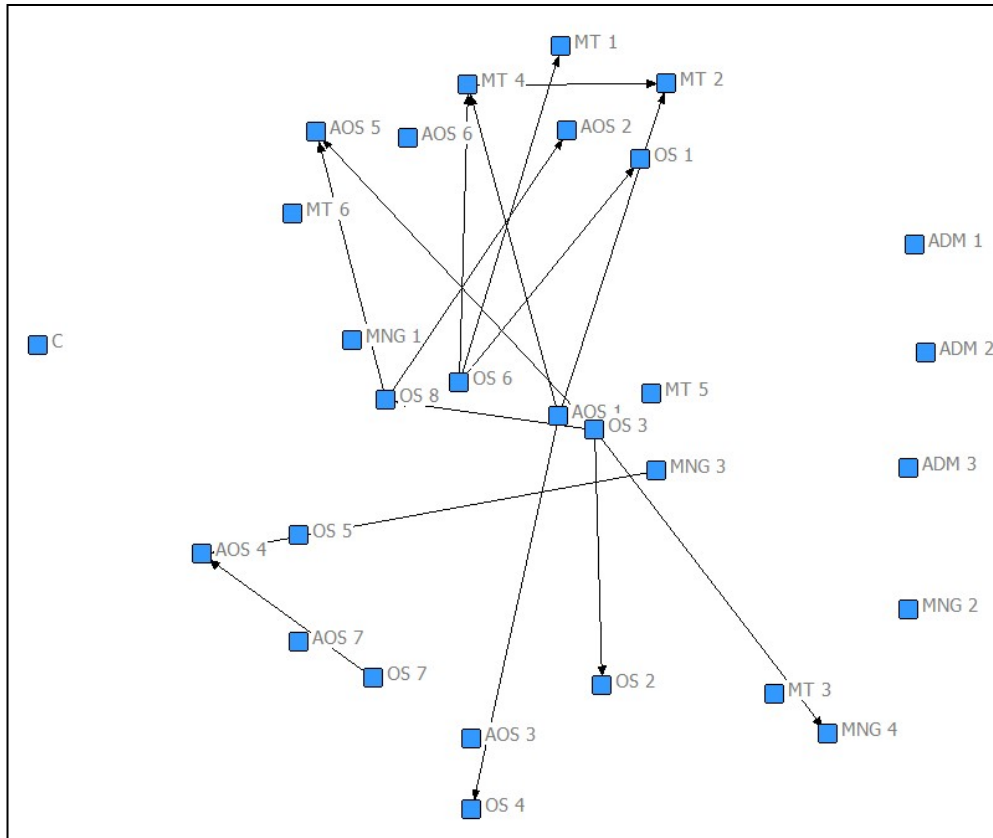 MT 1
MT 4
MT 2
AOS 5
AOS 6
AOS 2
OS 1
MT 6
ADM 1
C
MNG 1
ADM 2
OS 6
OS 8
MT 5
AOS 1
OS 3
MNG 3
ADM 3
OS 5
AOS 4
MNG 2
AOS 7
OS 7
OS 2
MT 3
MNG 4
AOS 3
OS 4